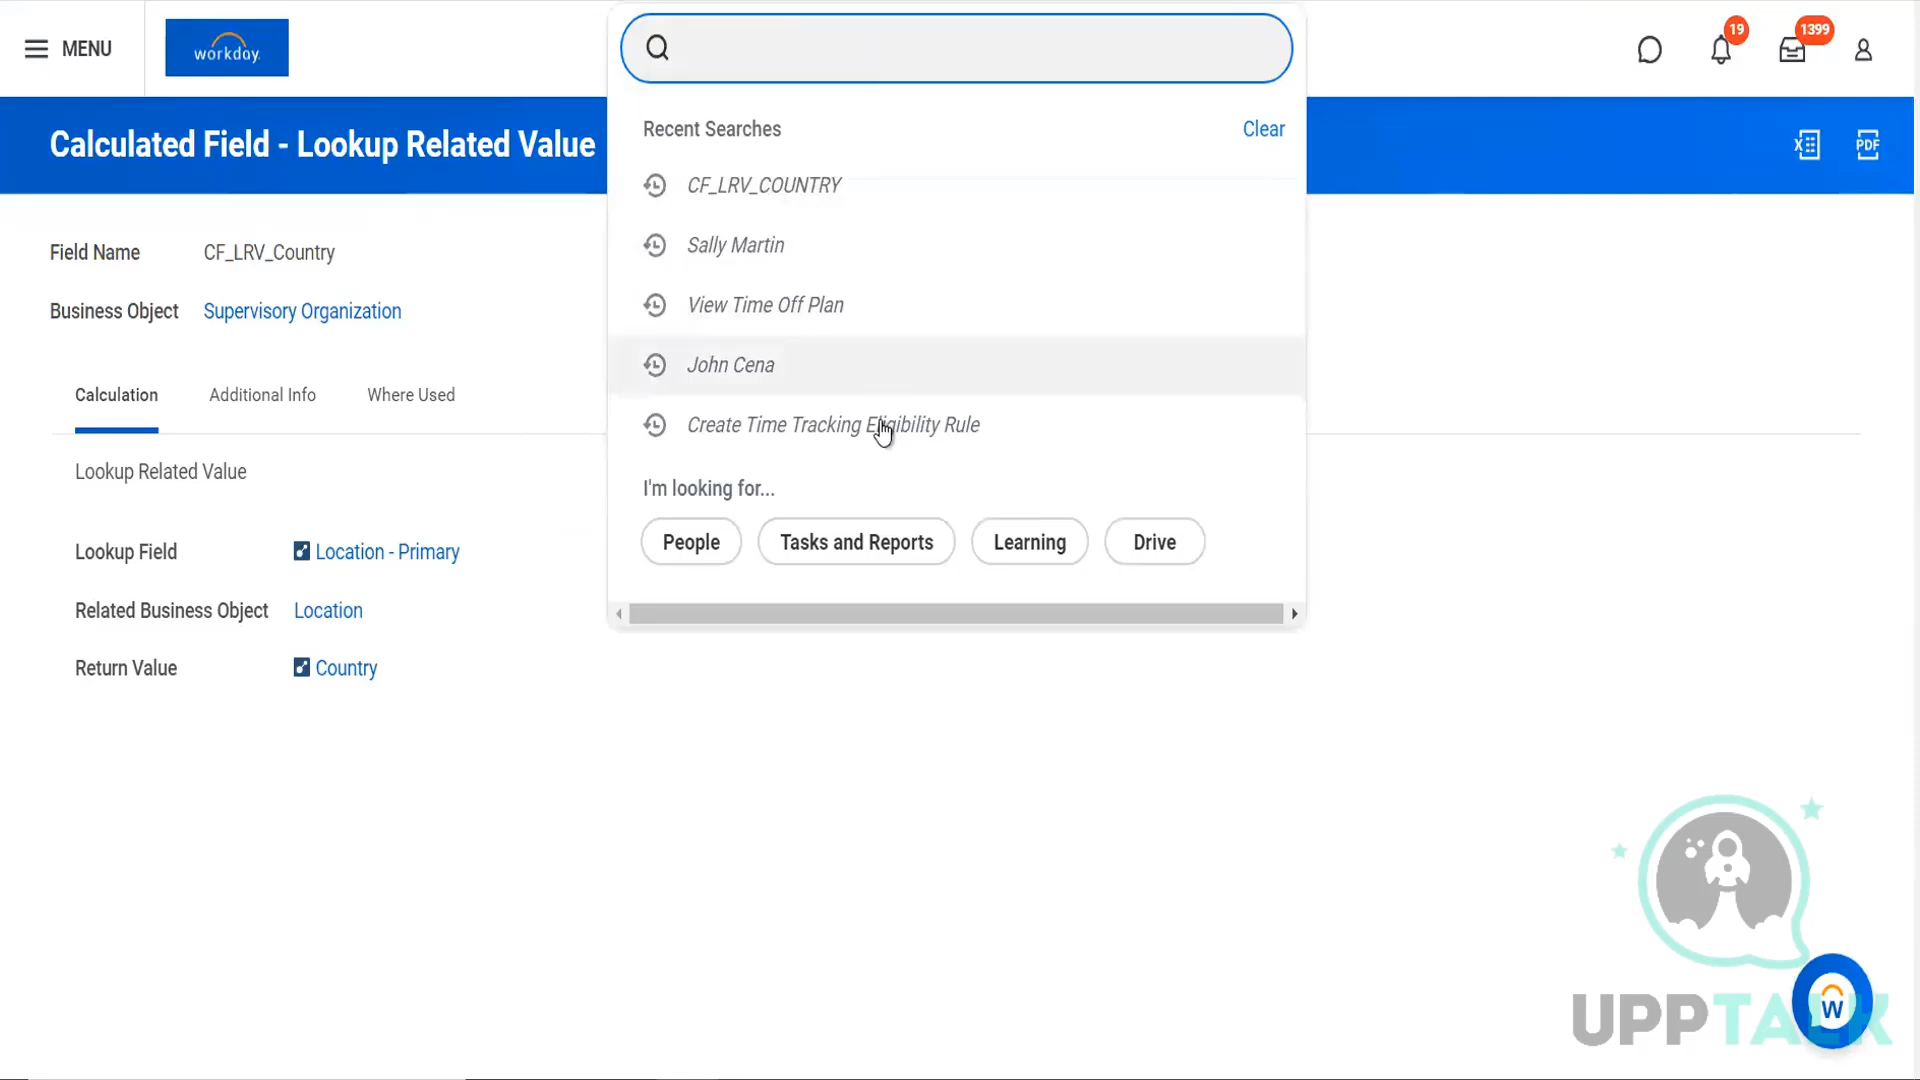 MENU
workday.
19
1399
Calculated Field - Lookup Related Value
PDF
Recent Searches
Clear
CF_LRV_COUNTRY
Sally Martin
View Time Off Plan
John Cena
Create Time Tracking Eligibility Rule
I'm looking for...
People
Tasks and Reports
Learning
Drive
Field Name
CF_LRV_Country
Business Object
Supervisory Organization
Calculation
Additional Info
Where Used
Lookup Related Value
Lookup Field
Location - Primary
Related Business Object
Location
Return Value
Country
UPPTALK
W